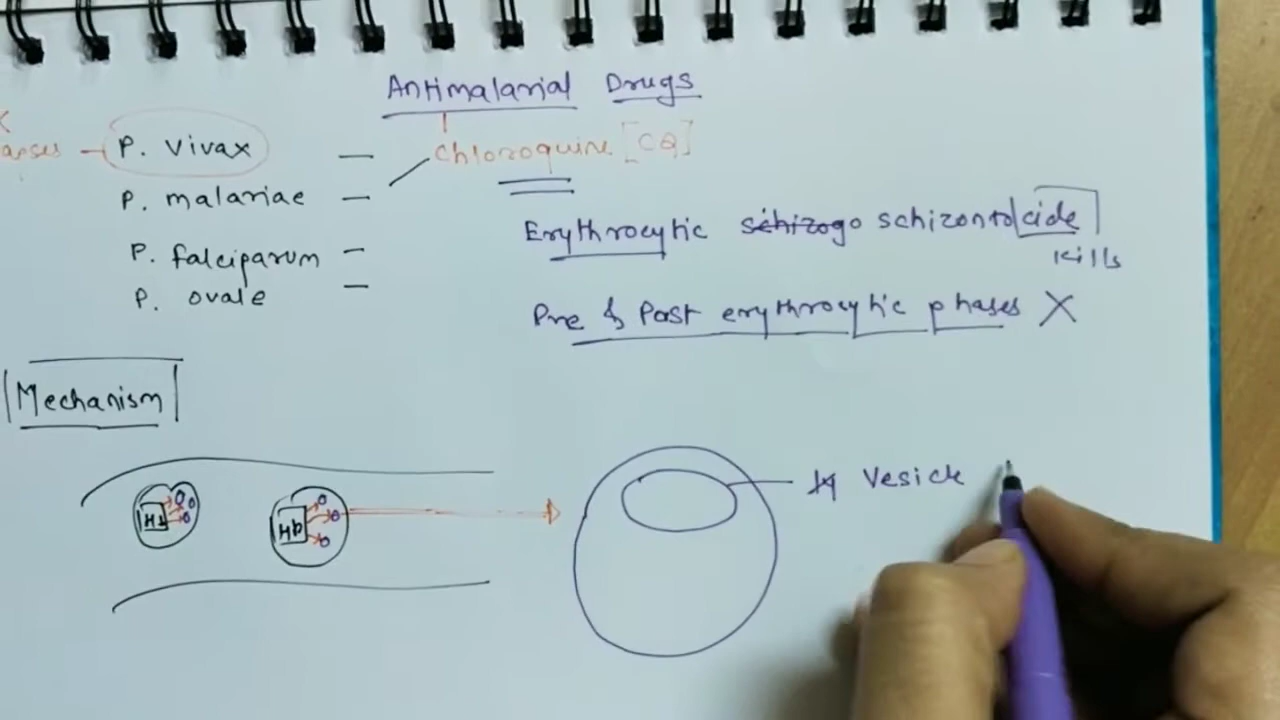 Antimalarial Drugs
P. vivax
Chloroquine [CQ]
P. malariae
Erythrocytic schizogo schizontocide
kills
P. falciparum
P. ovale
Pre & Post erythrocytic phases X
Mechanism
Vesicle
Hb
Hb